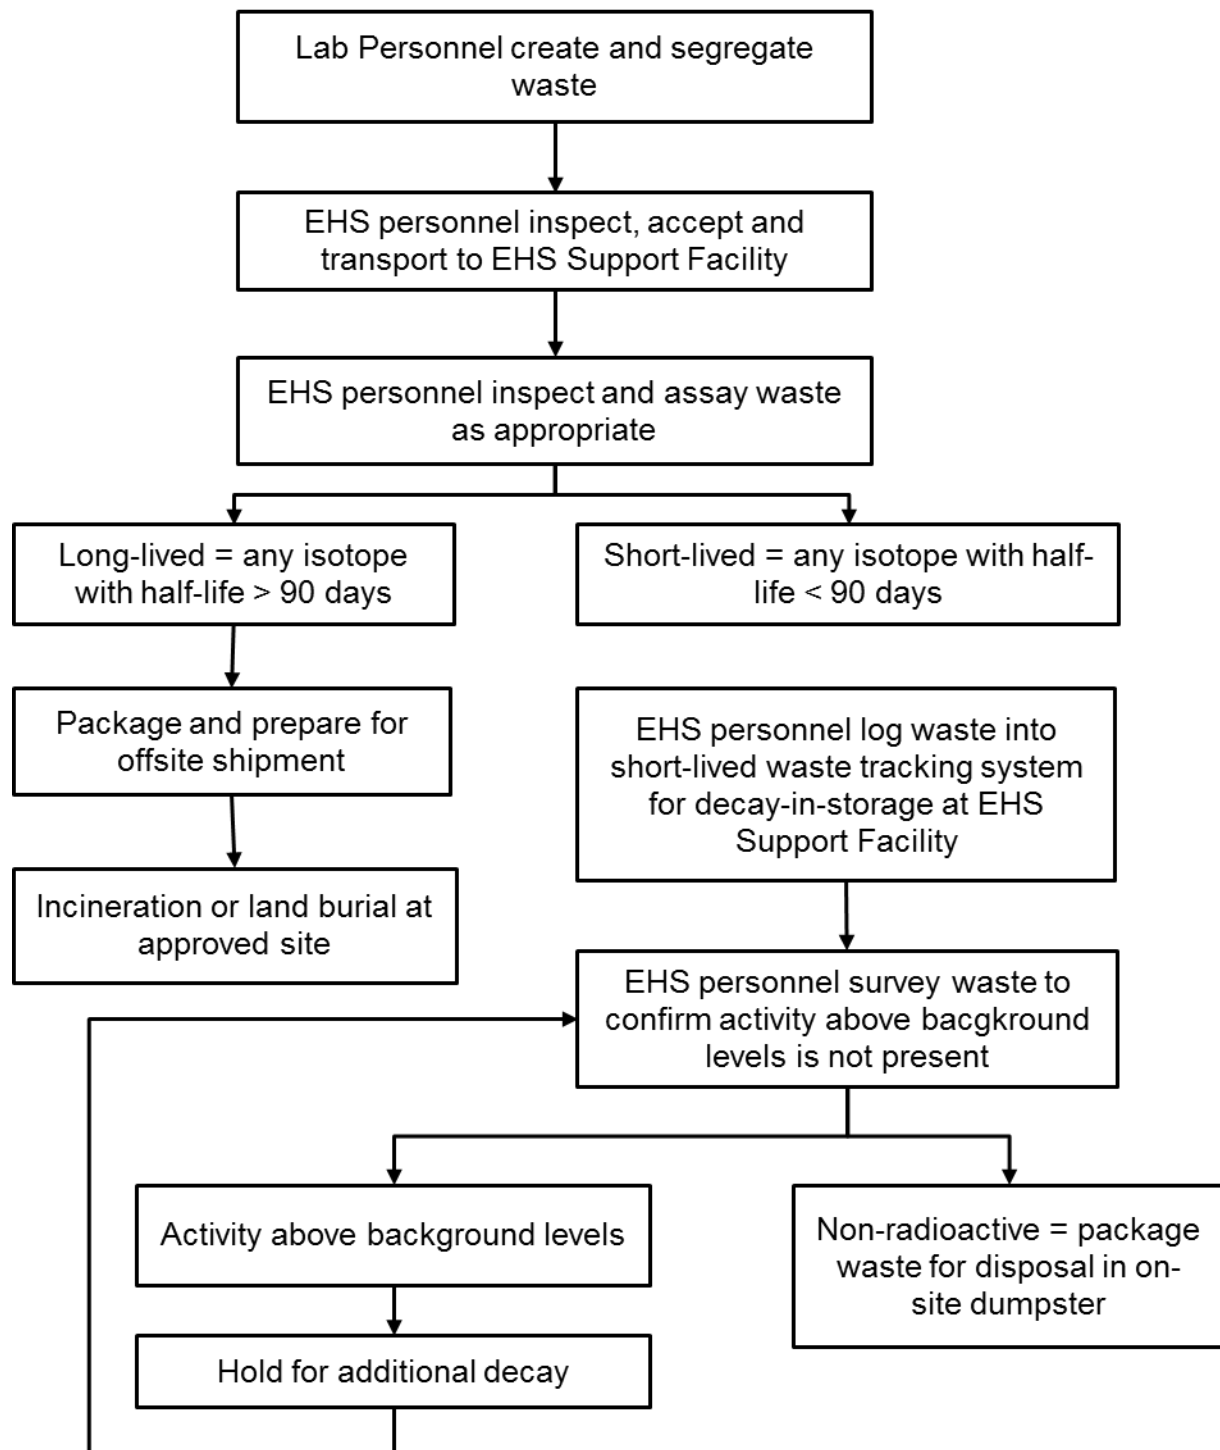 Lab Personnel create and segregate
waste
EHS personnel inspect, accept and
transport to EHS Support Facility
EHS personnel inspect and assay waste
as appropriate
Long-lived = any isotope
with half-life > 90 days
Short-lived = any isotope with half-
life < 90 days
Package and prepare for
offsite shipment
EHS personnel log waste into
short-lived waste tracking system
for decay-in-storage at EHS
Support Facility
Incineration or land burial at
approved site
EHS personnel survey waste to
confirm activity above bacgkround
levels is not present
Activity above background levels
Non-radioactive = package
waste for disposal in on-
site dumpster
Hold for additional decay